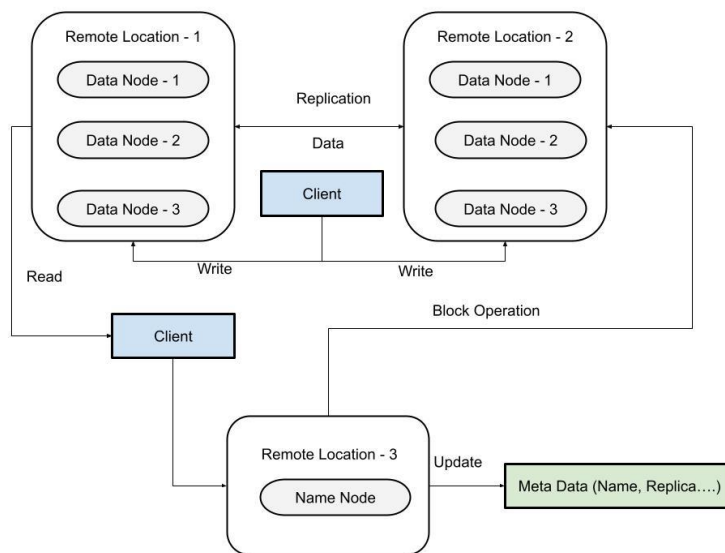 Remote Location - 1
Remote Location - 2
Data Node - 1
Data Node - 1
Replication
Data Node - 2
Data
Data Node - 2
Client
Data Node - 3
Data Node - 3
Write
Write
Read
Block Operation
Client
Remote Location - 3
Update
Name Node
Meta Data (Name, Replica....)